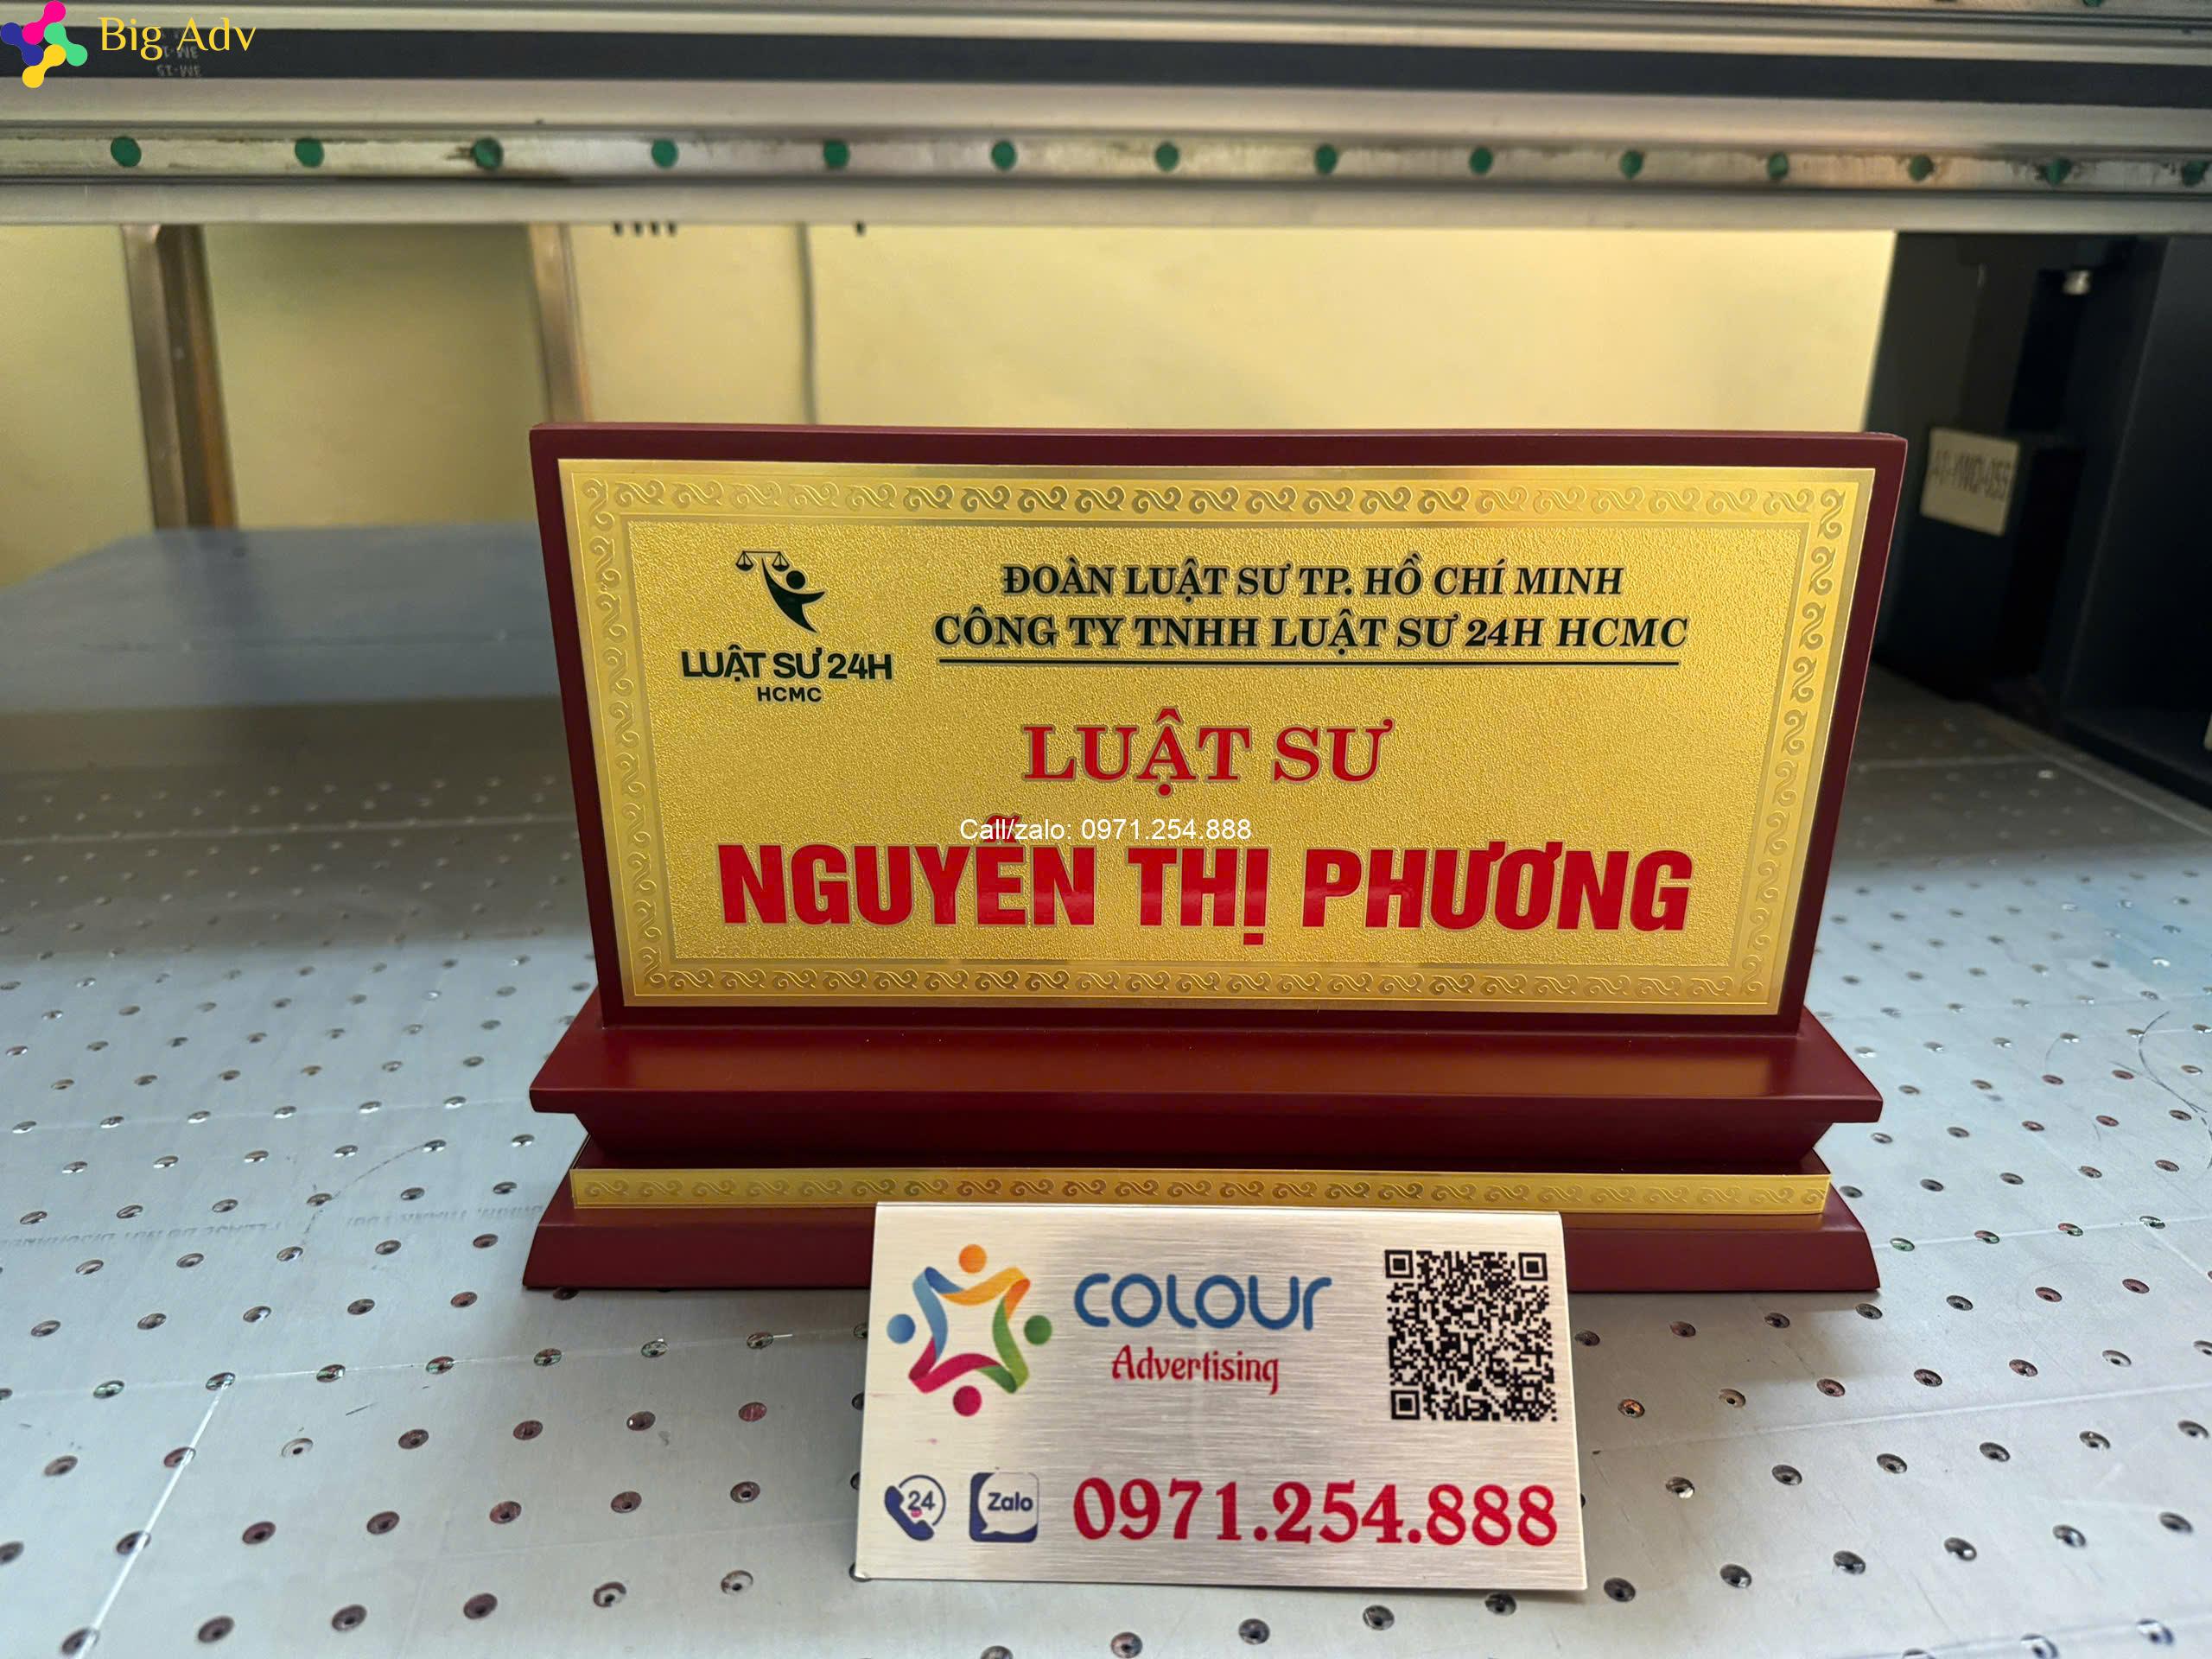 Big Adv
ĐOÀN LUẬT SƯ TP. HỒ CHÍ MINH
CÔNG TY TNHH LUẬT SƯ 24H HCMC
LUẬT SƯ 24H
HCMC
LUẬT SƯ
Call/zalo: 0971.254.888
NGUYỄN THỊ PHƯƠNG
COLOUR
Advertising
24
Zalo
0971.254.888